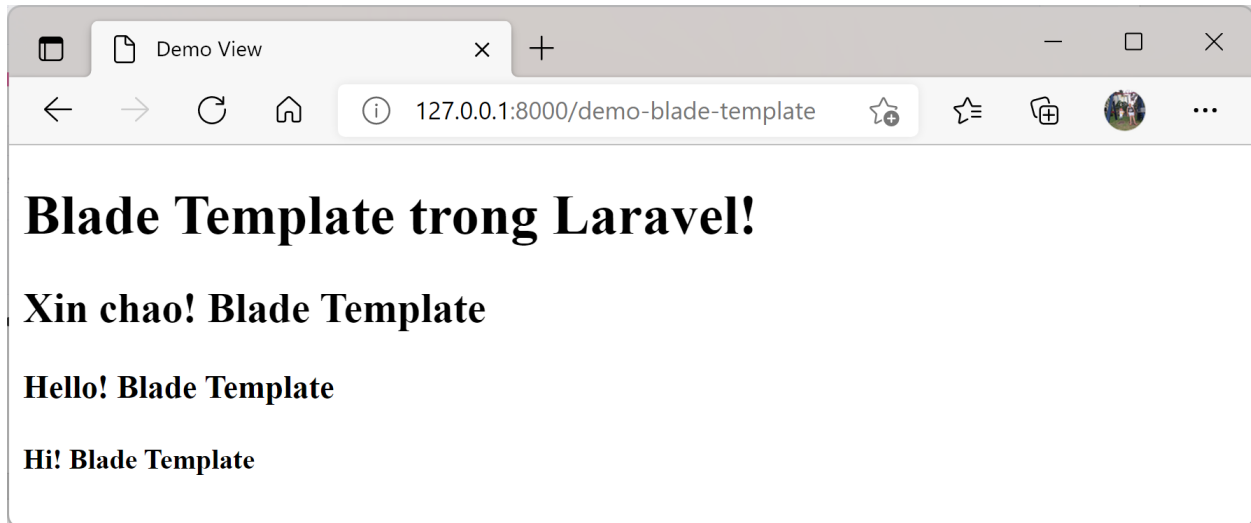 Demo View
127.0.0.1:8000/demo-blade-template
Blade Template trong Laravel!
Xin chao! Blade Template
Hello! Blade Template
Hi! Blade Template